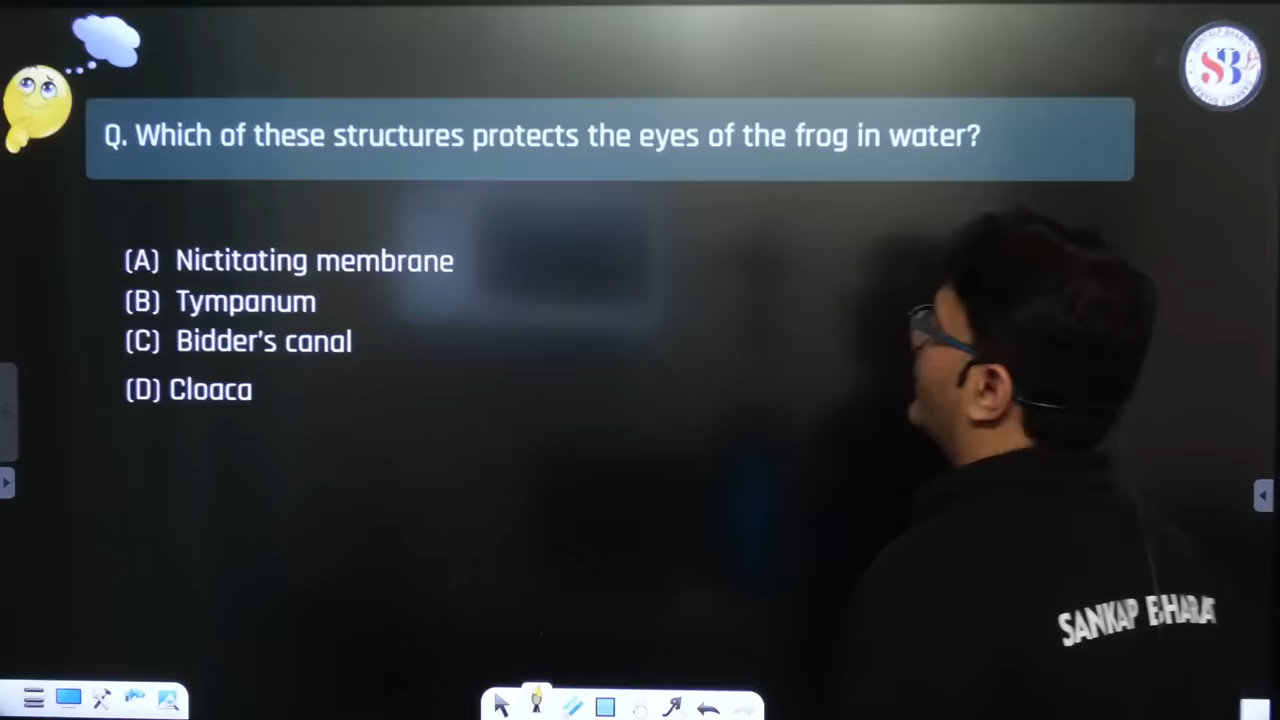 Q. Which of these structures protects the eyes of the frog in water?
(A) Nictitating membrane
(B) Tympanum
(C) Bidder's canal
(D) Cloaca
SB
SANKAP BHARAT